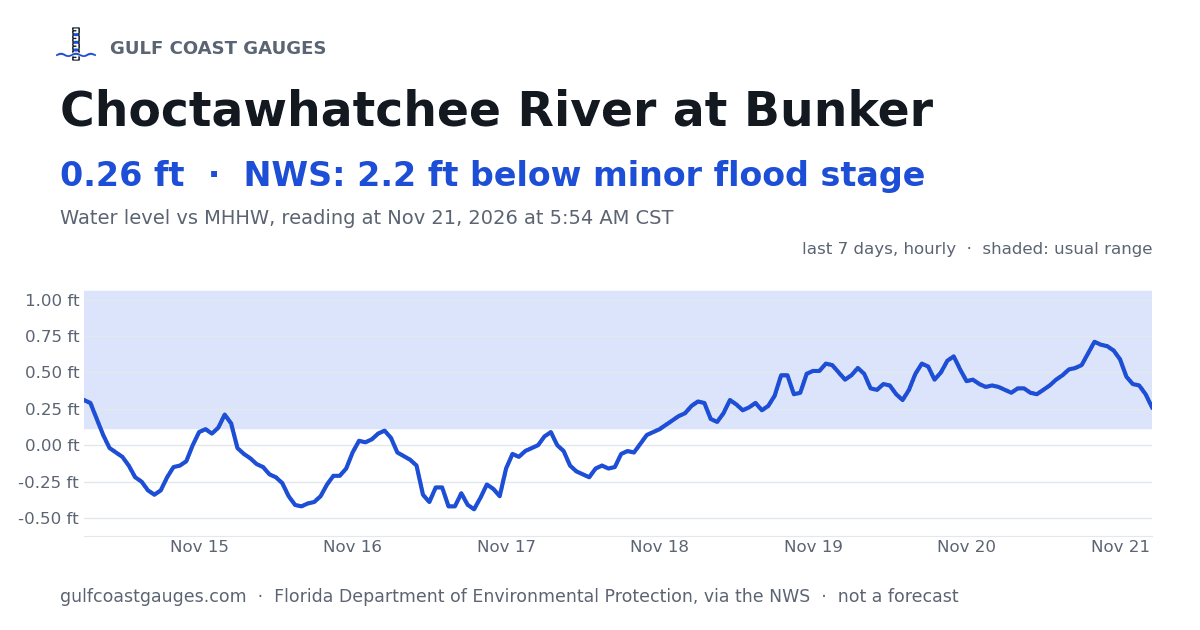 GULF COAST GAUGES
Choctawhatchee River at Bunker
0.26 ft · NWS: 2.2 ft below minor flood stage
Water level vs MHHW, reading at Nov 21, 2026 at 5:54 AM CST
last 7 days, hourly · shaded: usual range
1.00 ft
0.75 ft
0.50 ft
0.25 ft
0.00 ft
-0.25 ft
-0.50 ft
Nov 15 Nov 16 Nov 17 Nov 18 Nov 19 Nov 20 Nov 21
gulfcoastgauges.com · Florida Department of Environmental Protection, via the NWS · not a forecast